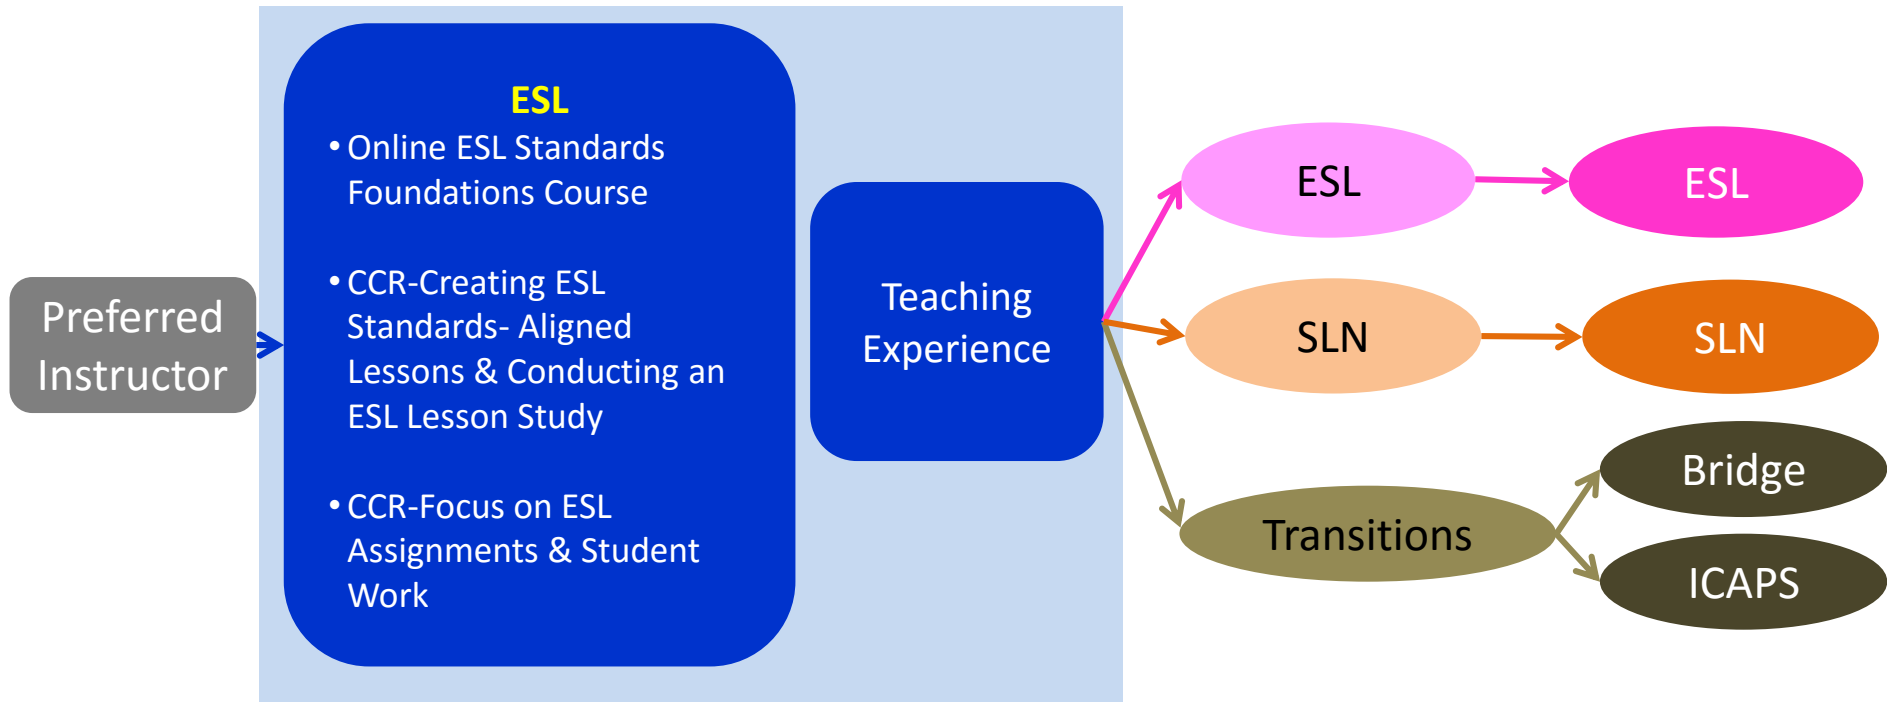 Preferred
Instructor
ESL
• Online ESL Standards
Foundations Course
• CCR-Creating ESL
Standards- Aligned
Lessons & Conducting an
ESL Lesson Study
• CCR-Focus on ESL
Assignments & Student
Work
Teaching
Experience
ESL
ESL
SLN
SLN
Transitions
Bridge
ICAPS